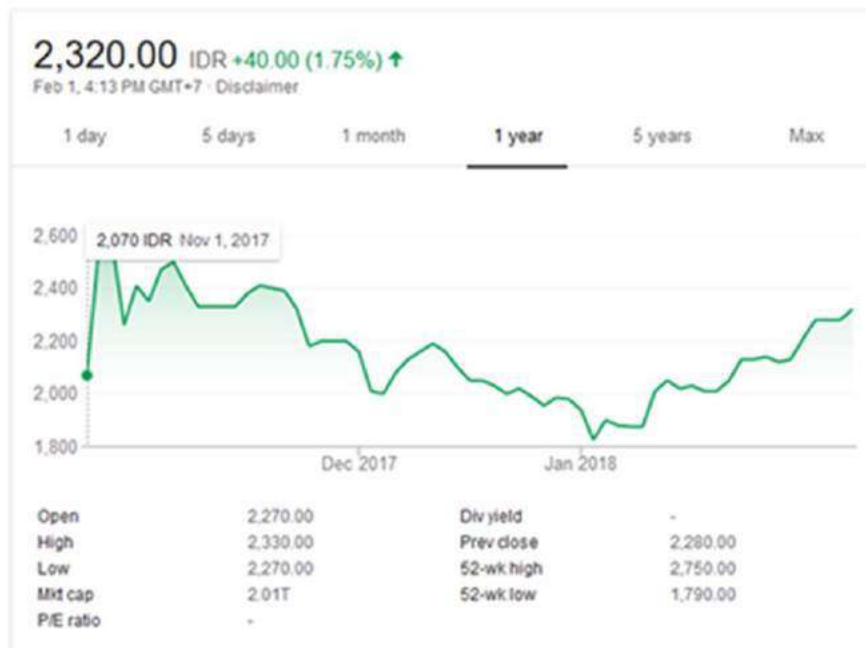 2,320.00 IDR +40.00 (1.75%) ↑
Feb 1, 4:13 PM GMT+7 · Disclaimer
1 day 5 days 1 month 1 year 5 years Max
2,600
2,070 IDR Nov 1, 2017
2,400
2,200
2,000
1,800
Dec 2017 Jan 2018
Open 2,270.00 Div yield -
High 2,330.00 Prev close 2,280.00
Low 2,270.00 52-wk high 2,750.00
Mkt cap 2.01T 52-wk low 1,790.00
P/E ratio -